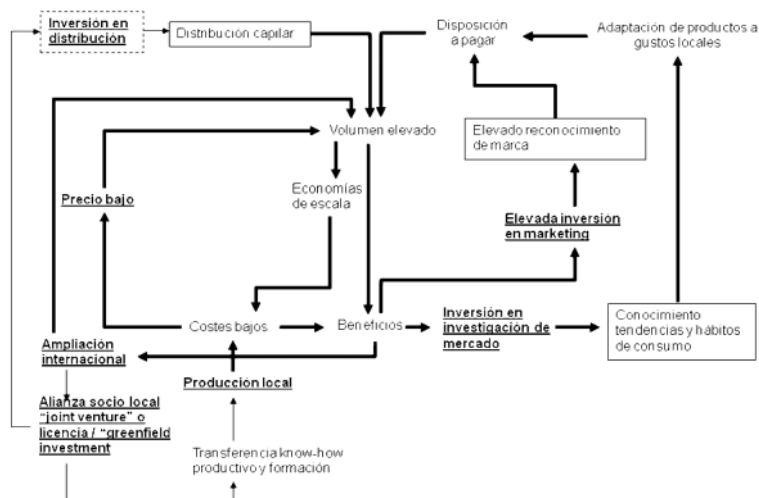 Inversión en
distribución
Distribución capilar
Disposición
a pagar
Adaptación de productos a
gustos locales
Volumen elevado
Elevado reconocimiento
de marca
Economías
de escala
Precio bajo
Elevada inversión
en marketing
Costes bajos
Beneficios
Inversión en
investigación de
mercado
Conocimiento
tendencias y hábitos
de consumo
Ampliación
internacional
Producción local
Alianza socio local
"joint venture" o
licencia / "greenfield
investment
Transferencia know-how
productivo y formación